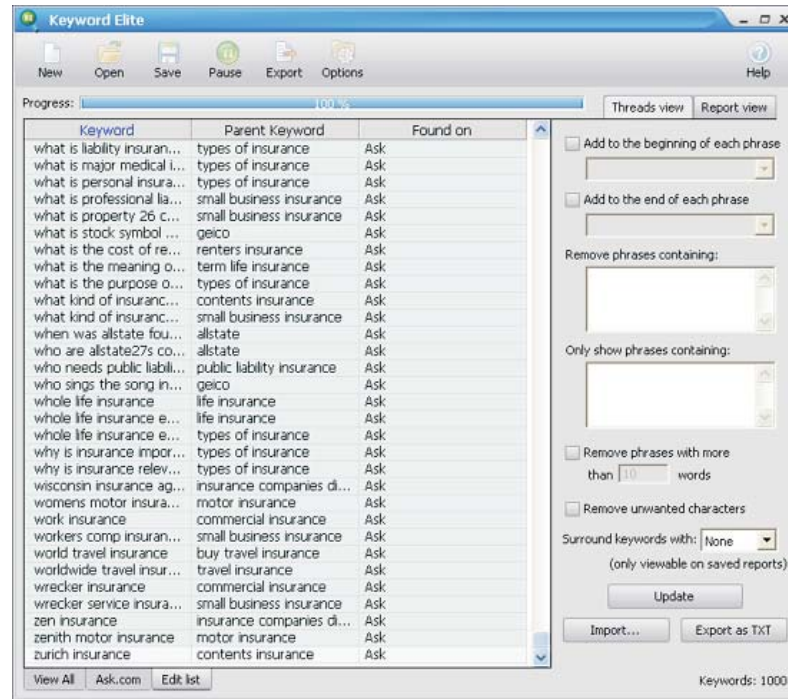 Keyword Elite
New Open Save Pause Export Options Help
Progress: 100 % Threads view Report view
Keyword Parent Keyword Found on
what is liability insuran... types of insurance Ask
what is major medical i... types of insurance Ask
what is personal insura... types of insurance Ask
what is professional lia... small business insurance Ask
what is property 26 c... small business insurance Ask
what is stock symbol ... geico Ask
what is the cost of re... renters insurance Ask
what is the meaning o... term life insurance Ask
what is the purpose o... types of insurance Ask
what kind of insuranc... contents insurance Ask
what kind of insuranc... small business insurance Ask
when was allstate fou... allstate Ask
who are allstate27s co... allstate Ask
who needs public liabili... public liability insurance Ask
who sings the song in... geico Ask
whole life insurance life insurance Ask
whole life insurance e... life insurance Ask
whole life insurance e... types of insurance Ask
why is insurance impor... types of insurance Ask
why is insurance relev... types of insurance Ask
wisconsin insurance ag... insurance companies di... Ask
womens motor insura... motor insurance Ask
work insurance commercial insurance Ask
workers comp insuran... small business insurance Ask
world travel insurance buy travel insurance Ask
worldwide travel insur... travel insurance Ask
wrecker insurance commercial insurance Ask
wrecker service insura... small business insurance Ask
zen insurance insurance companies di... Ask
zenith motor insurance motor insurance Ask
zurich insurance contents insurance Ask
View All Ask.com Edit list
Add to the beginning of each phrase
Add to the end of each phrase
Remove phrases containing:
Only show phrases containing:
Remove phrases with more
than 10 words
Remove unwanted characters
Surround keywords with: None
(only viewable on saved reports)
Update
Import... Export as TXT
Keywords: 1000